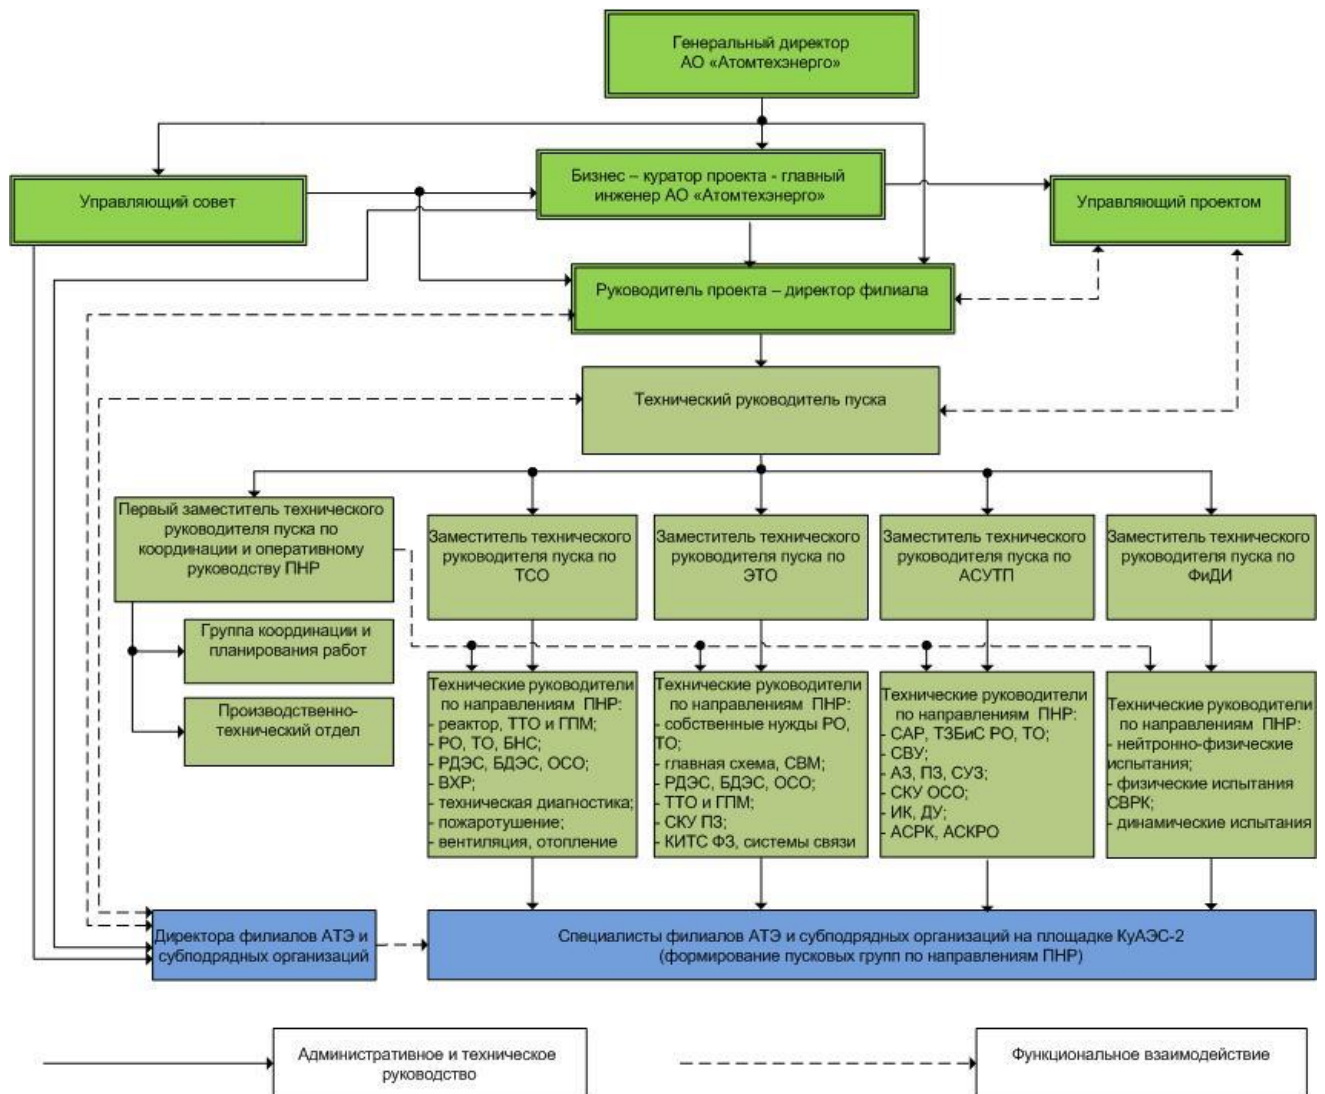 Генеральный директор
АО «Атомтехэнерго»
Управляющий совет
Бизнес – куратор проекта - главный
инженер АО «Атомтехэнерго»
Управляющий проектом
Руководитель проекта – директор филиала
Технический руководитель пуска
Первый заместитель технического
руководителя пуска по
координации и оперативному
руководству ПНР
Группа координации и
планирования работ
Производственно-
технический отдел
Заместитель технического
руководителя пуска по
ТСО
Заместитель технического
руководителя пуска по
ЭТО
Заместитель технического
руководителя пуска по
АСУТП
Заместитель технического
руководителя пуска по
ФиДИ
Технические руководители
по направлениям ПНР:
- реактор, ТТО и ГПМ;
- РО, ТО, БНС;
- РДЭС, БДЭС, ОСО;
- ВХР;
- техническая диагностика;
- пожаротушение;
- вентиляция, отопление
Технические руководители
по направлениям ПНР:
- собственные нужды РО,
ТО;
- главная схема, СВМ;
- РДЭС, БДЭС, ОСО;
- ТТО и ГПМ;
- СКУ ПЗ;
- КИТС ФЗ, системы связи
Технические руководители
по направлениям ПНР:
- САР, ТЗБиС РО, ТО;
- СВУ;
- АЗ, ПЗ, СУЗ;
- СКУ ОСО;
- ИК, ДУ;
- АСРК, АСКРО
Технические руководители
по направлениям ПНР:
- нейтронно-физические
испытания;
- физические испытания
СВРК;
- динамические испытания
Директора филиалов АТЭ и
субподрядных организаций
Специалисты филиалов АТЭ и субподрядных организаций на площадке КуАЭС-2
(формирование пусковых групп по направлениям ПНР)
Административное и техническое
руководство
Функциональное взаимодействие